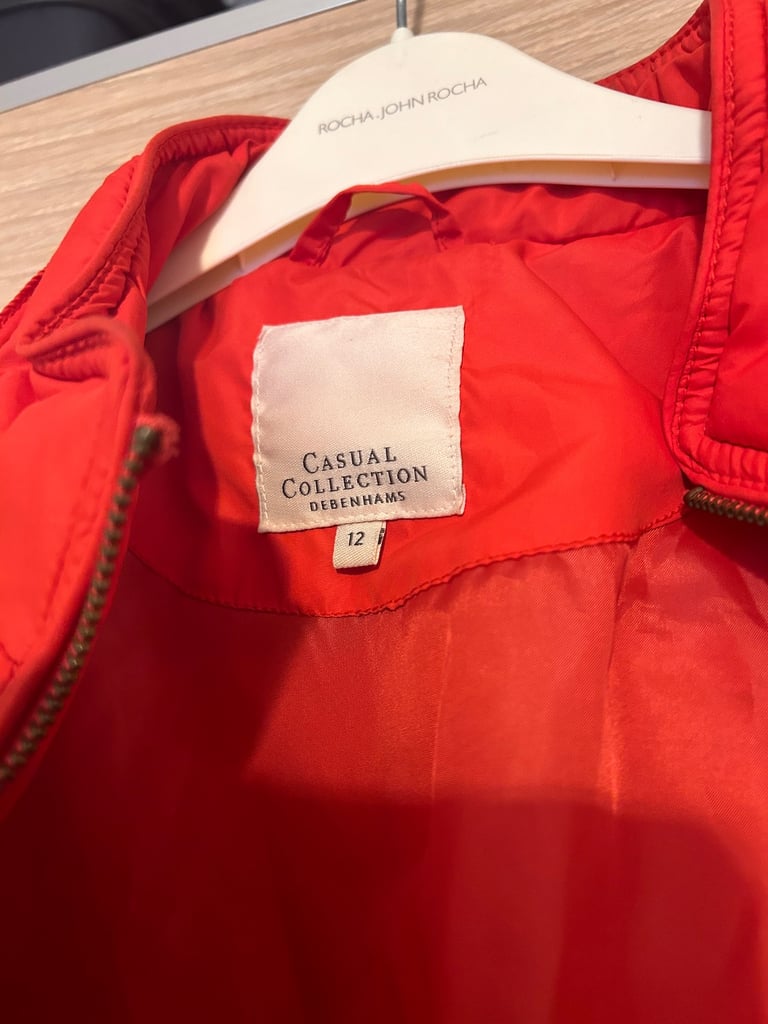 ROCHA.JOHN ROCHA
CASUAL
COLLECTION
DEBENHAMS
12